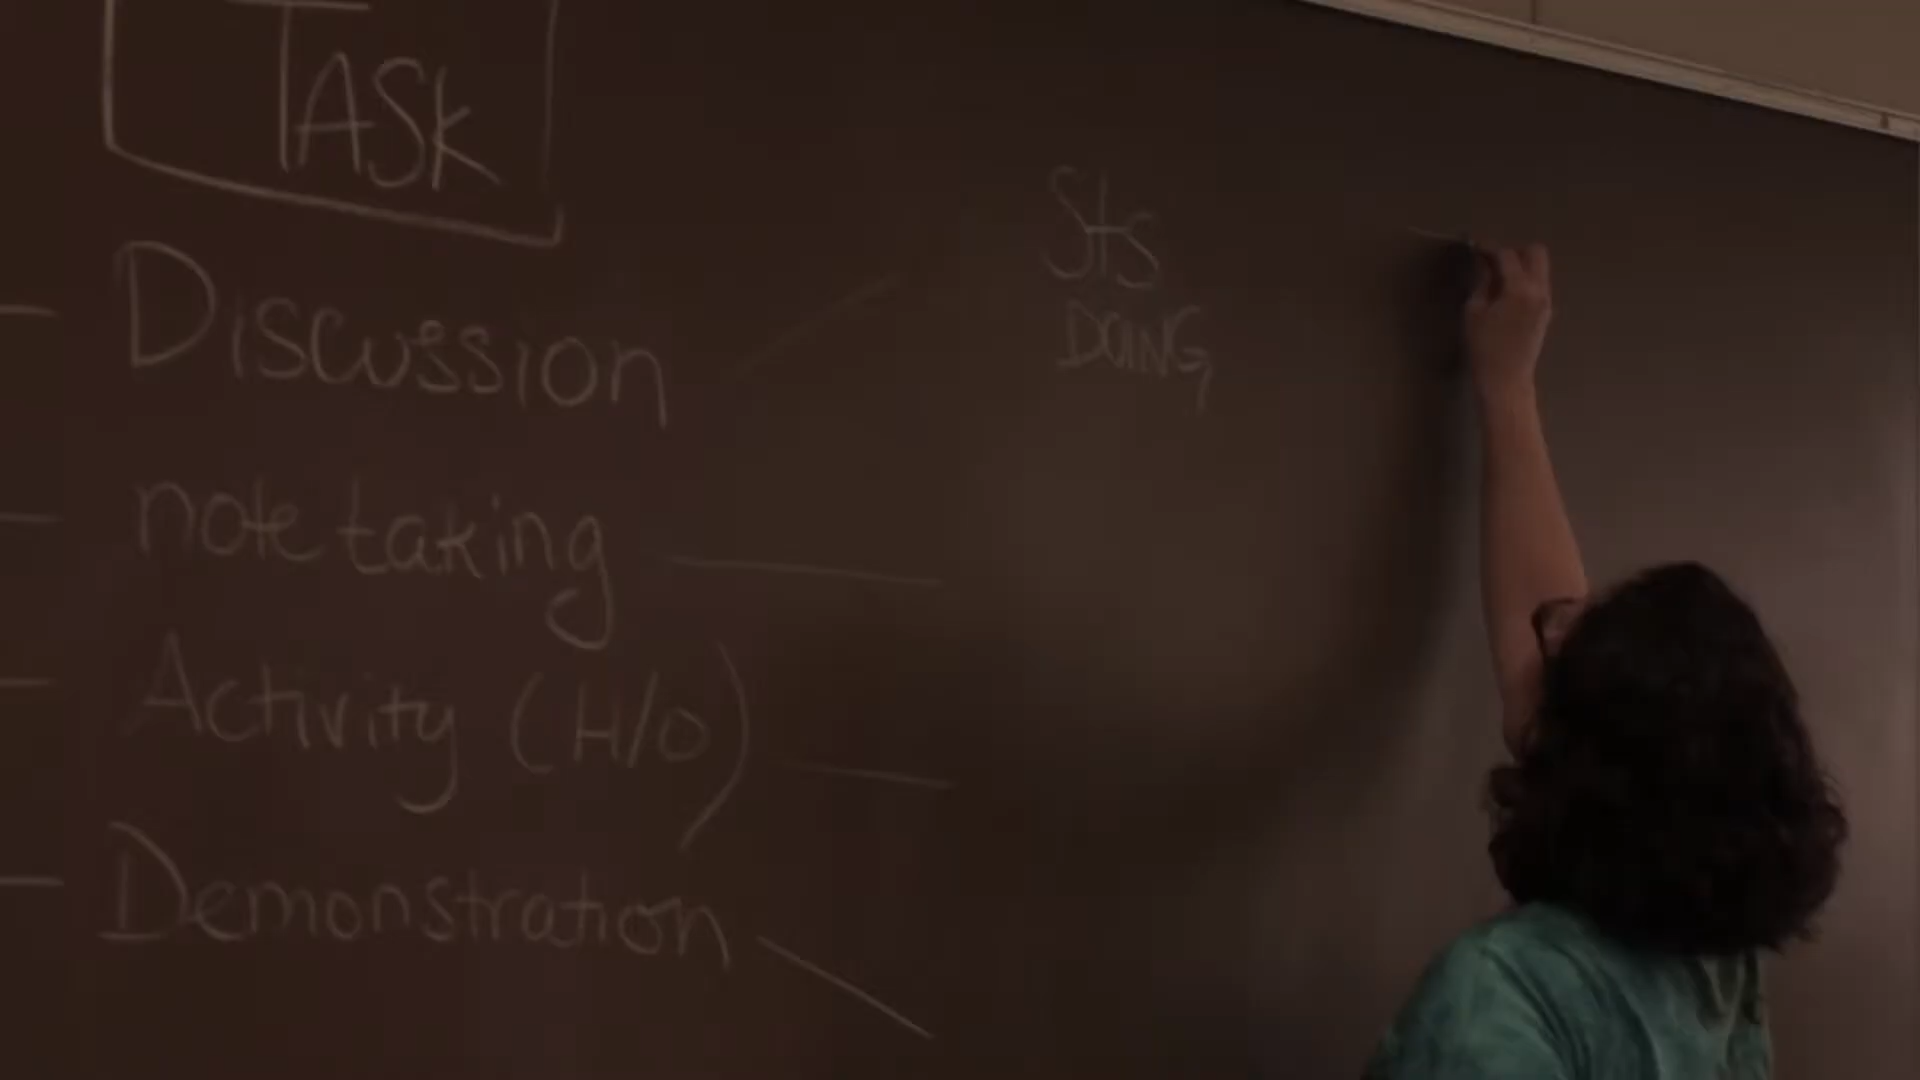 TASK
Discussion
note taking
Activity (H/O)
Demonstration
Sts
DOING